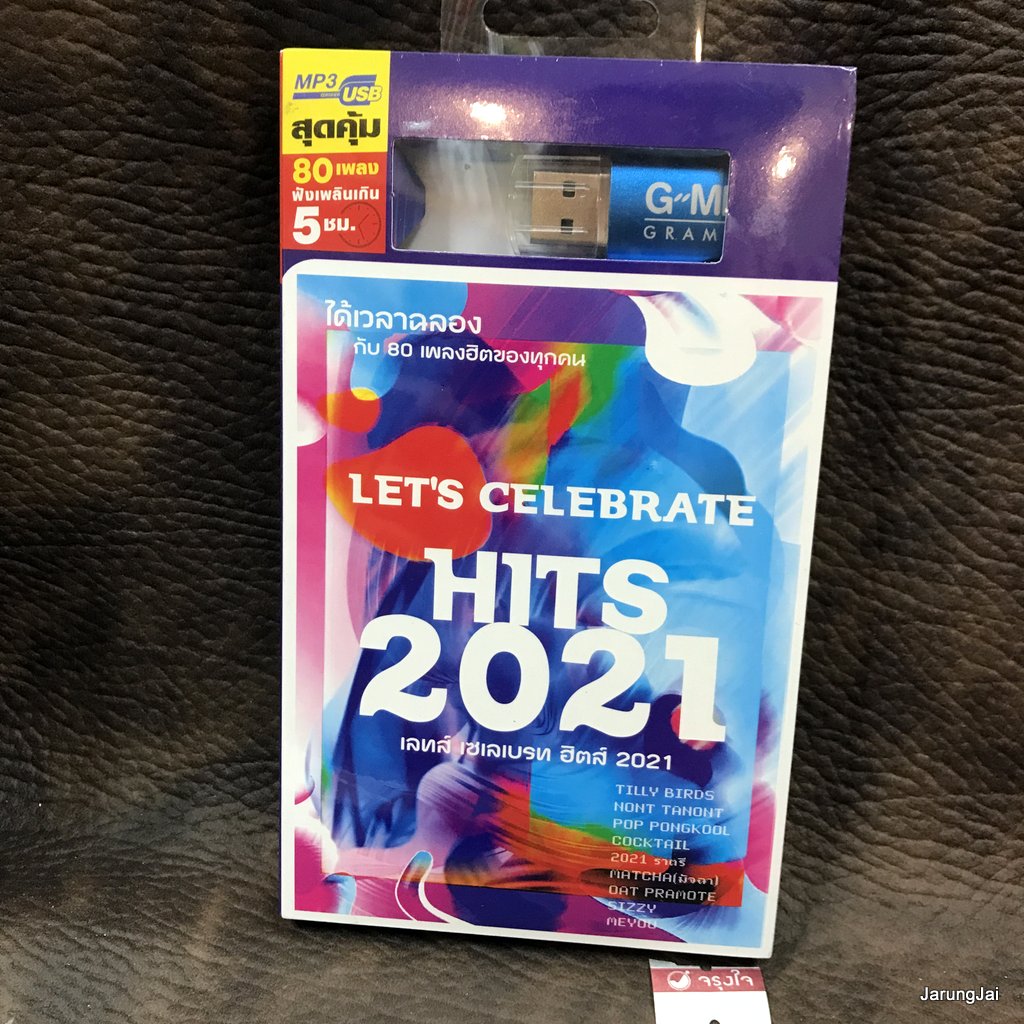 MP3
USB
สุดคุ้ม
80 เพลง
ฟังเพลินเกิน
5 ชม.
G"M
GRAM
ได้เวลาฉลอง
กับ 80 เพลงฮิตของทุกคน
LET'S CELEBRATE
HITS
2021
เลทส์ เซเลเบรท ฮิตส์ 2021
TILLY BIRDS
NONT TANONT
POP PONGKOOL
COCKTAIL
2021 ราตรี
MATCHA(มัจฉา)
OAT PRAMOTE
SIZZY
MEYOU
จรุงใจ
JarungJai